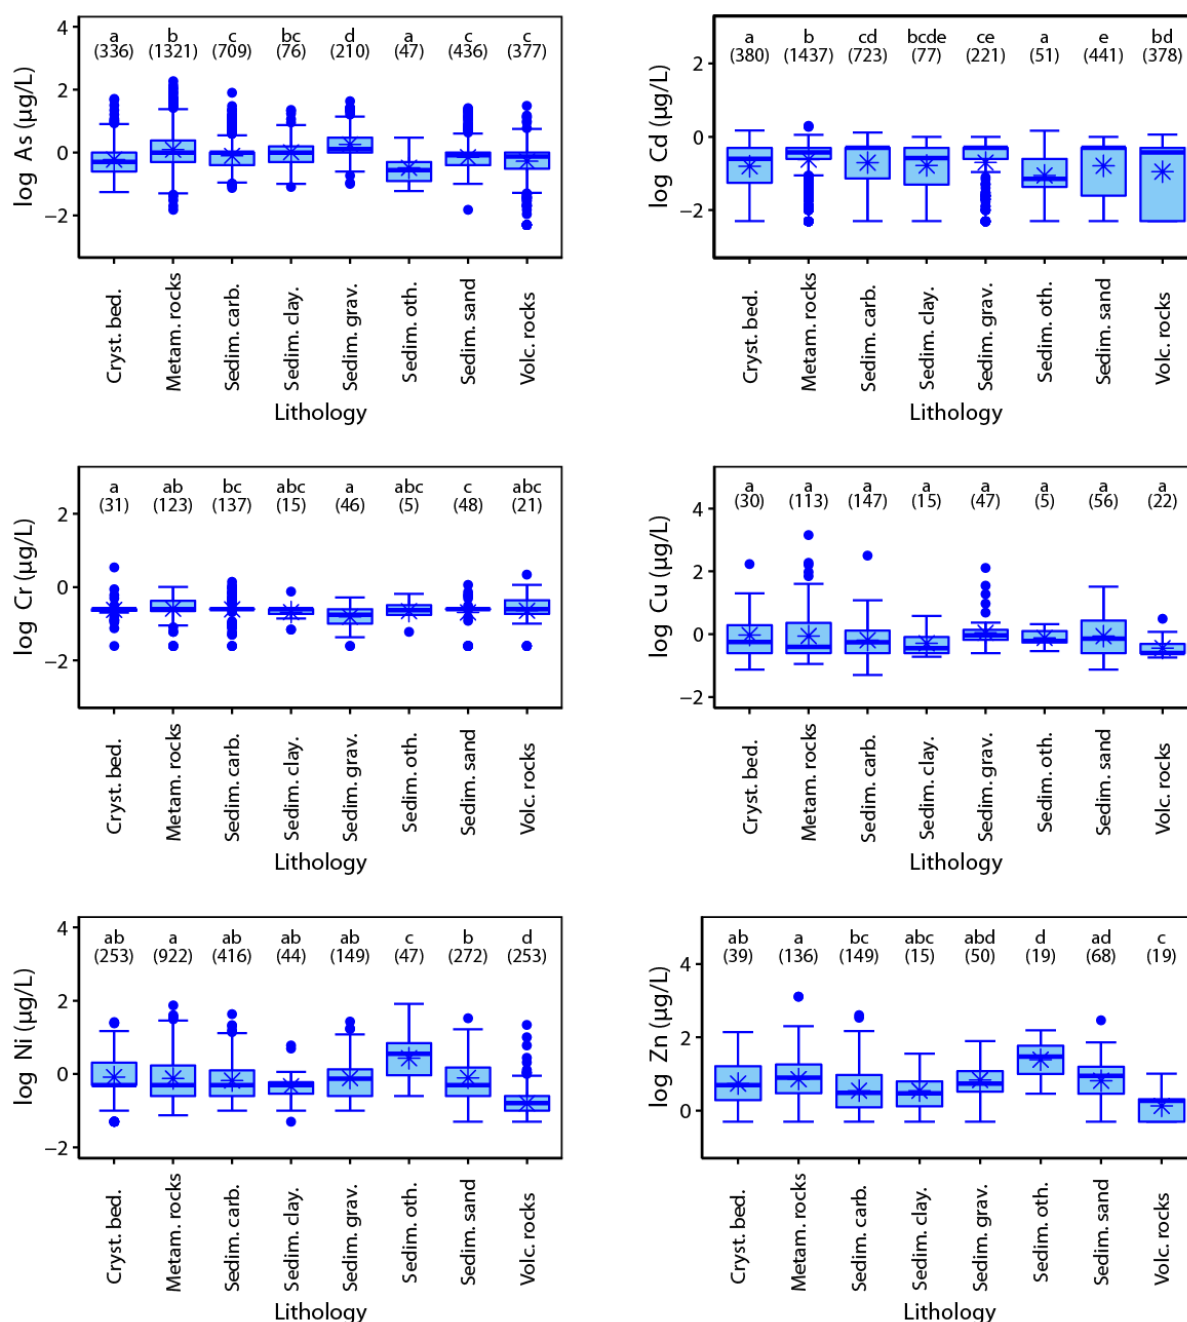 log As (µg/L)
4
2
0
−2
a b c bc d a c c
(336) (1321) (709) (76) (210) (47) (436) (377)
Cryst. bed.
Metam. rocks
Sedim. carb.
Sedim. clay.
Sedim. grav.
Sedim. oth.
Sedim. sand
Volc. rocks
Lithology
log Cd (µg/L)
2
0
−2
a b cd bcde ce a e bd
(380) (1437) (723) (77) (221) (51) (441) (378)
Cryst. bed.
Metam. rocks
Sedim. carb.
Sedim. clay.
Sedim. grav.
Sedim. oth.
Sedim. sand
Volc. rocks
Lithology
log Cr (µg/L)
2
0
−2
a ab bc abc a abc c abc
(31) (123) (137) (15) (46) (5) (48) (21)
Cryst. bed.
Metam. rocks
Sedim. carb.
Sedim. clay.
Sedim. grav.
Sedim. oth.
Sedim. sand
Volc. rocks
Lithology
log Cu (µg/L)
4
2
0
−2
a a a a a a a a
(30) (113) (147) (15) (47) (5) (56) (22)
Cryst. bed.
Metam. rocks
Sedim. carb.
Sedim. clay.
Sedim. grav.
Sedim. oth.
Sedim. sand
Volc. rocks
Lithology
log Ni (µg/L)
4
2
0
−2
ab a ab ab ab c b d
(253) (922) (416) (44) (149) (47) (272) (253)
Cryst. bed.
Metam. rocks
Sedim. carb.
Sedim. clay.
Sedim. grav.
Sedim. oth.
Sedim. sand
Volc. rocks
Lithology
log Zn (µg/L)
4
2
0
ab a bc abc abd d ad c
(39) (136) (149) (15) (50) (19) (68) (19)
Cryst. bed.
Metam. rocks
Sedim. carb.
Sedim. clay.
Sedim. grav.
Sedim. oth.
Sedim. sand
Volc. rocks
Lithology